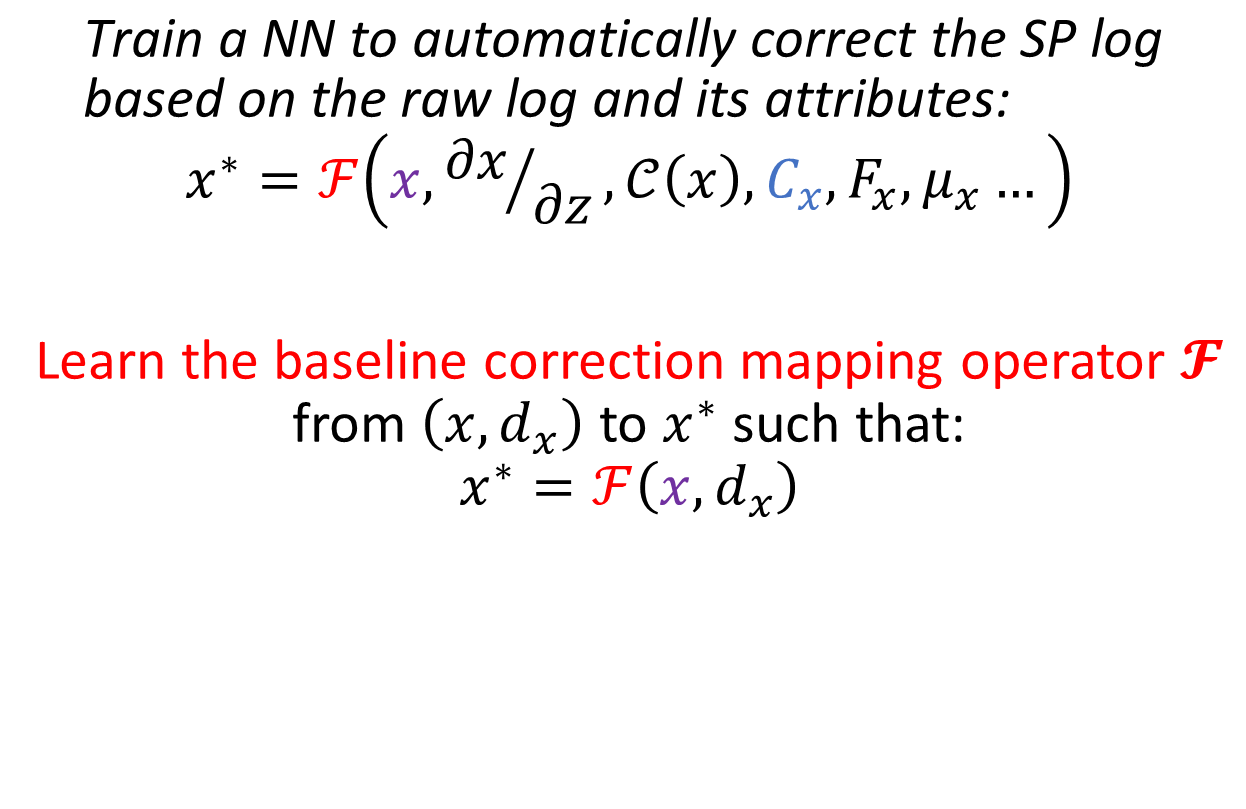 Train a NN to automatically correct the SP log
based on the raw log and its attributes:
x* = ℱ(x, ∂x/∂z, 𝒞(x), Cₓ, Fₓ, μₓ …)
Learn the baseline correction mapping operator ℱ
from (x, dₓ) to x* such that:
x* = ℱ(x, dₓ)